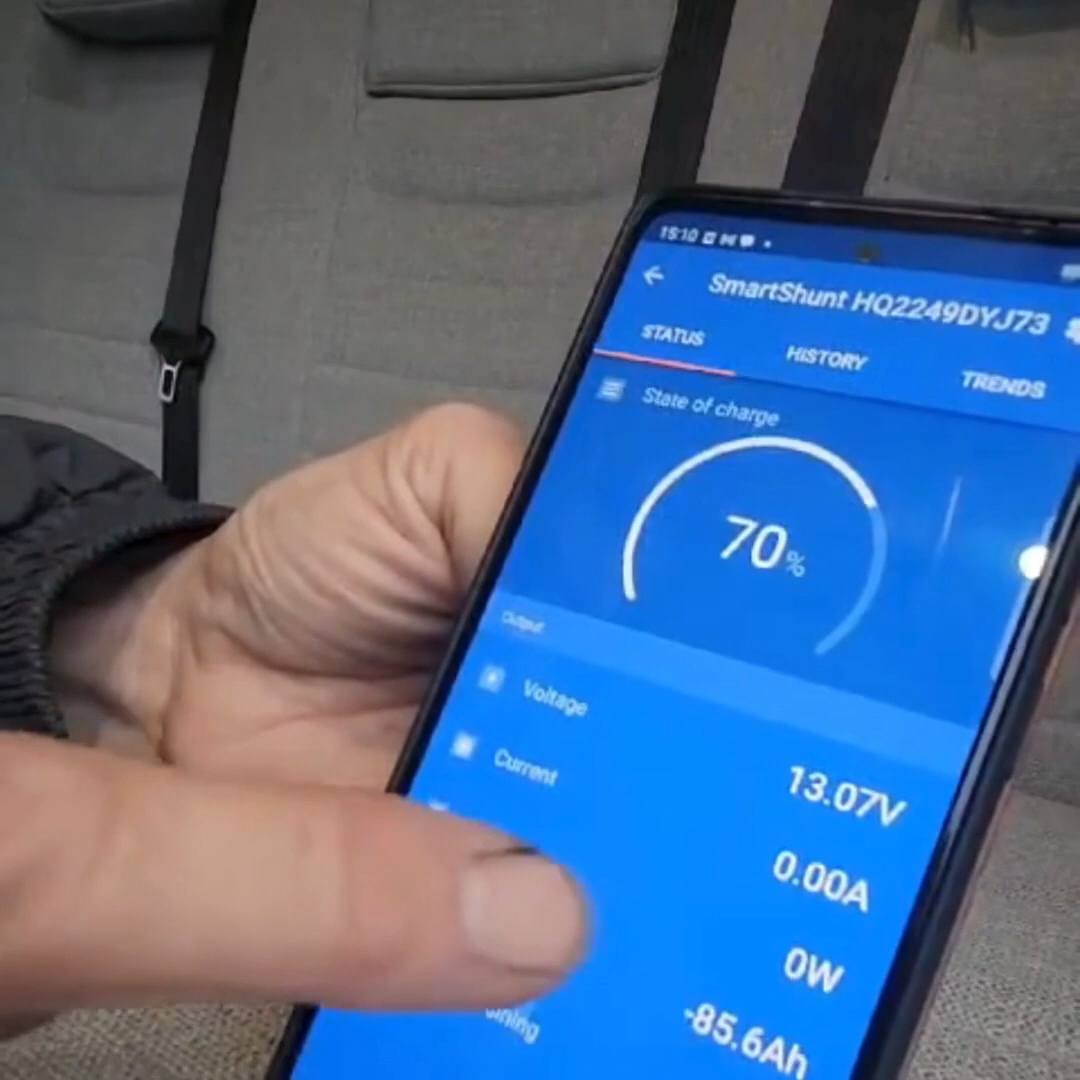 15:10
SmartShunt HQ2249DYJ73
STATUS HISTORY TRENDS
State of charge
70%
Output
Voltage
13.07V
Current
0.00A
0W
-85.6Ah